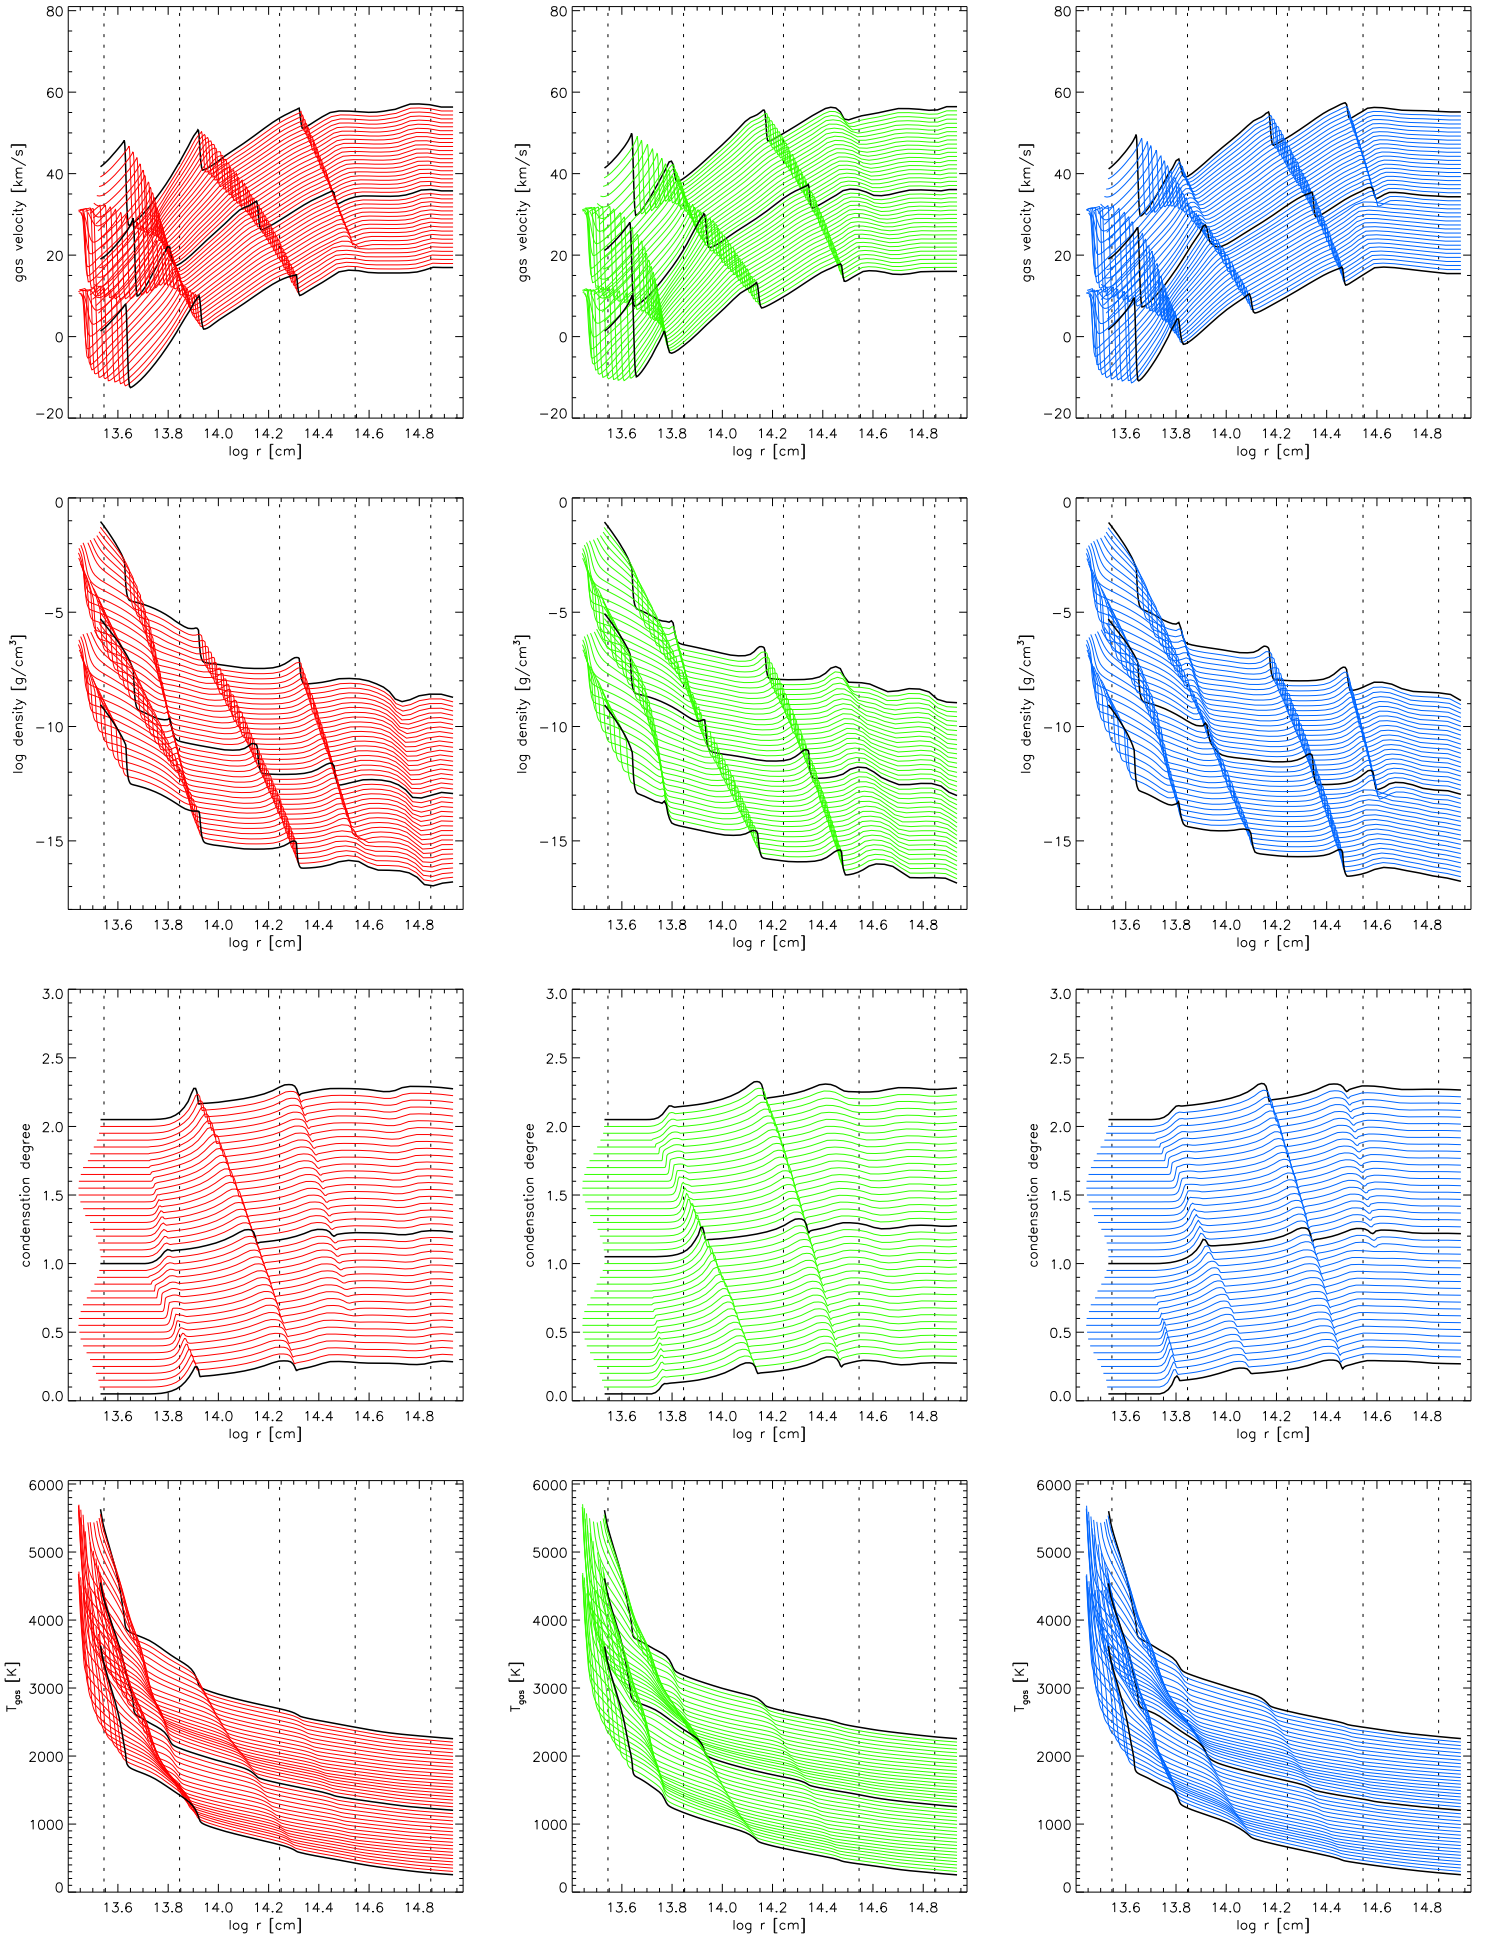 80 80 80
60 60 60
40 40 40
20 20 20
0 0 0
−20 −20 −20
gas velocity [km/s] gas velocity [km/s] gas velocity [km/s]
13.6 13.8 14.0 14.2 14.4 14.6 14.8 13.6 13.8 14.0 14.2 14.4 14.6 14.8 13.6 13.8 14.0 14.2 14.4 14.6 14.8
log r [cm] log r [cm] log r [cm]
0 0 0
−5 −5 −5
−10 −10 −10
−15 −15 −15
log density [g/cm³] log density [g/cm³] log density [g/cm³]
13.6 13.8 14.0 14.2 14.4 14.6 14.8 13.6 13.8 14.0 14.2 14.4 14.6 14.8 13.6 13.8 14.0 14.2 14.4 14.6 14.8
log r [cm] log r [cm] log r [cm]
3.0 3.0 3.0
2.5 2.5 2.5
2.0 2.0 2.0
1.5 1.5 1.5
1.0 1.0 1.0
0.5 0.5 0.5
0.0 0.0 0.0
condensation degree condensation degree condensation degree
13.6 13.8 14.0 14.2 14.4 14.6 14.8 13.6 13.8 14.0 14.2 14.4 14.6 14.8 13.6 13.8 14.0 14.2 14.4 14.6 14.8
log r [cm] log r [cm] log r [cm]
6000 6000 6000
5000 5000 5000
4000 4000 4000
3000 3000 3000
2000 2000 2000
1000 1000 1000
0 0 0
Tgas [K] Tgas [K] Tgas [K]
13.6 13.8 14.0 14.2 14.4 14.6 14.8 13.6 13.8 14.0 14.2 14.4 14.6 14.8 13.6 13.8 14.0 14.2 14.4 14.6 14.8
log r [cm] log r [cm] log r [cm]